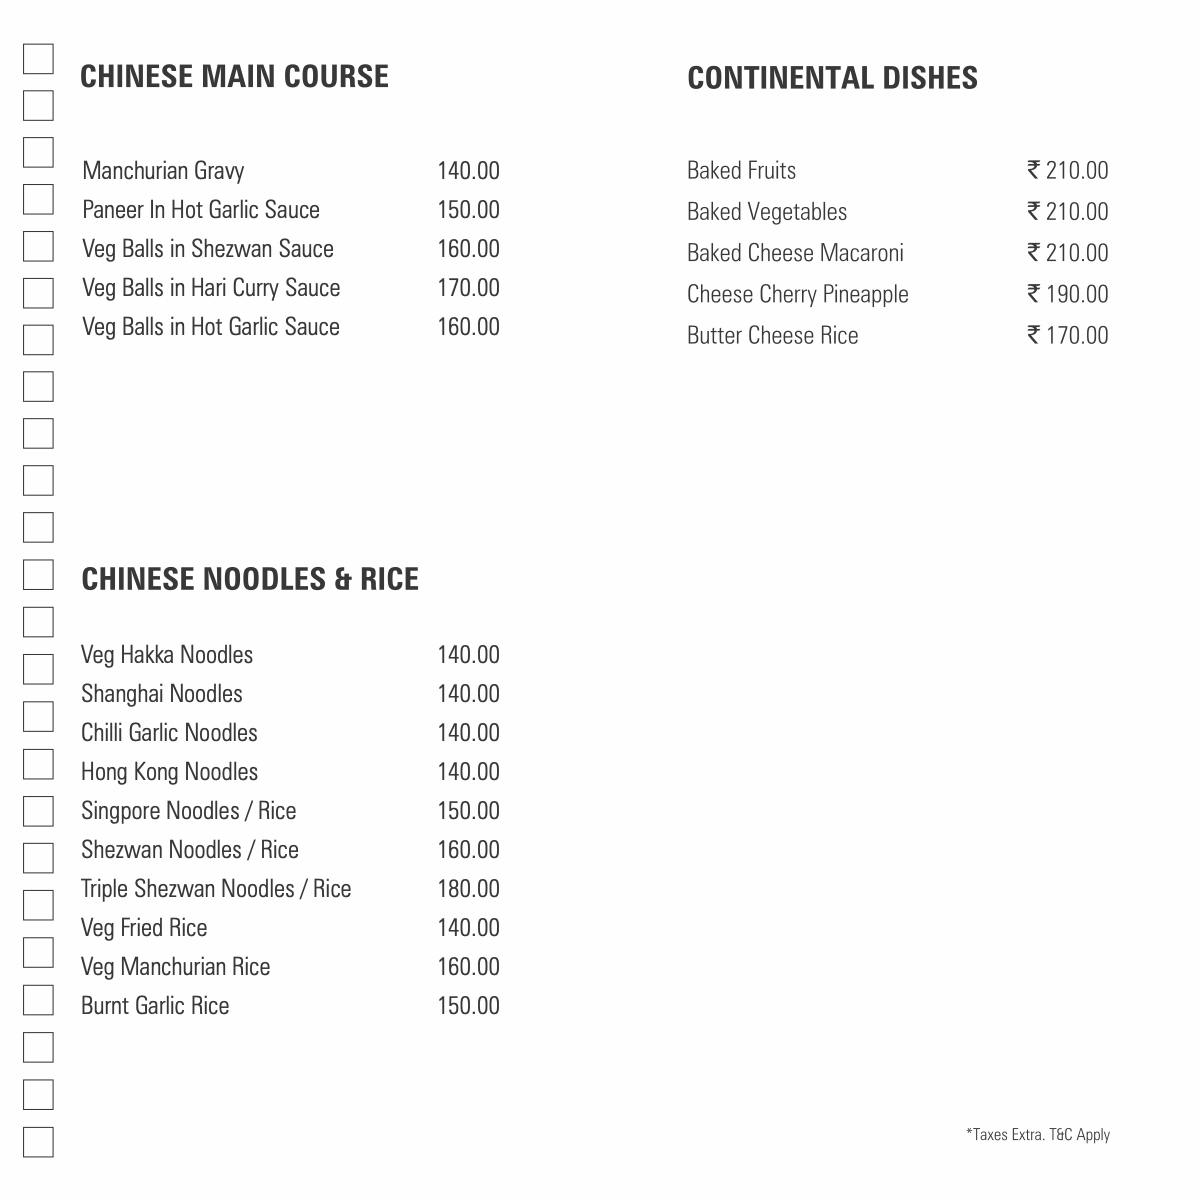 CHINESE MAIN COURSE
Manchurian Gravy 140.00
Paneer In Hot Garlic Sauce 150.00
Veg Balls in Shezwan Sauce 160.00
Veg Balls in Hari Curry Sauce 170.00
Veg Balls in Hot Garlic Sauce 160.00
CHINESE NOODLES & RICE
Veg Hakka Noodles 140.00
Shanghai Noodles 140.00
Chilli Garlic Noodles 140.00
Hong Kong Noodles 140.00
Singpore Noodles / Rice 150.00
Shezwan Noodles / Rice 160.00
Triple Shezwan Noodles / Rice 180.00
Veg Fried Rice 140.00
Veg Manchurian Rice 160.00
Burnt Garlic Rice 150.00
CONTINENTAL DISHES
Baked Fruits ₹ 210.00
Baked Vegetables ₹ 210.00
Baked Cheese Macaroni ₹ 210.00
Cheese Cherry Pineapple ₹ 190.00
Butter Cheese Rice ₹ 170.00
*Taxes Extra. T&C Apply